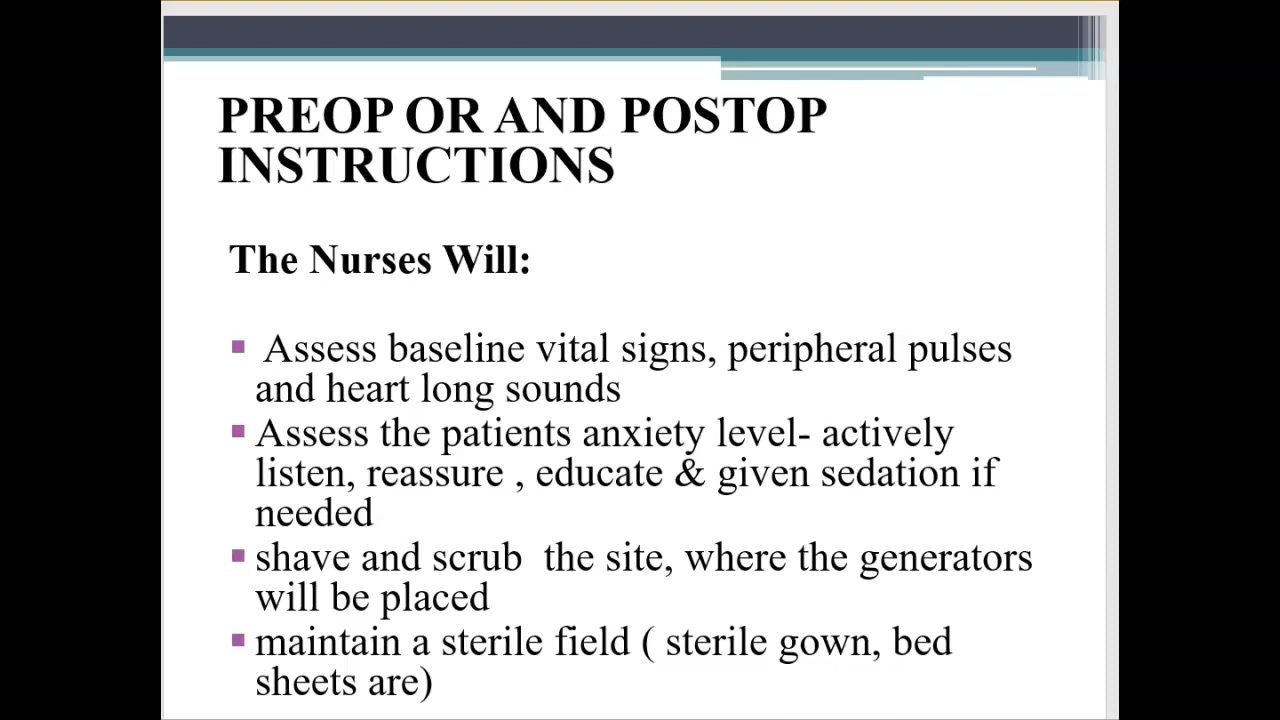 PREOP OR AND POSTOP
INSTRUCTIONS
The Nurses Will:
▪ Assess baseline vital signs, peripheral pulses
and heart long sounds
▪ Assess the patients anxiety level- actively
listen, reassure , educate & given sedation if
needed
▪ shave and scrub  the site, where the generators
will be placed
▪ maintain a sterile field ( sterile gown, bed
sheets are)